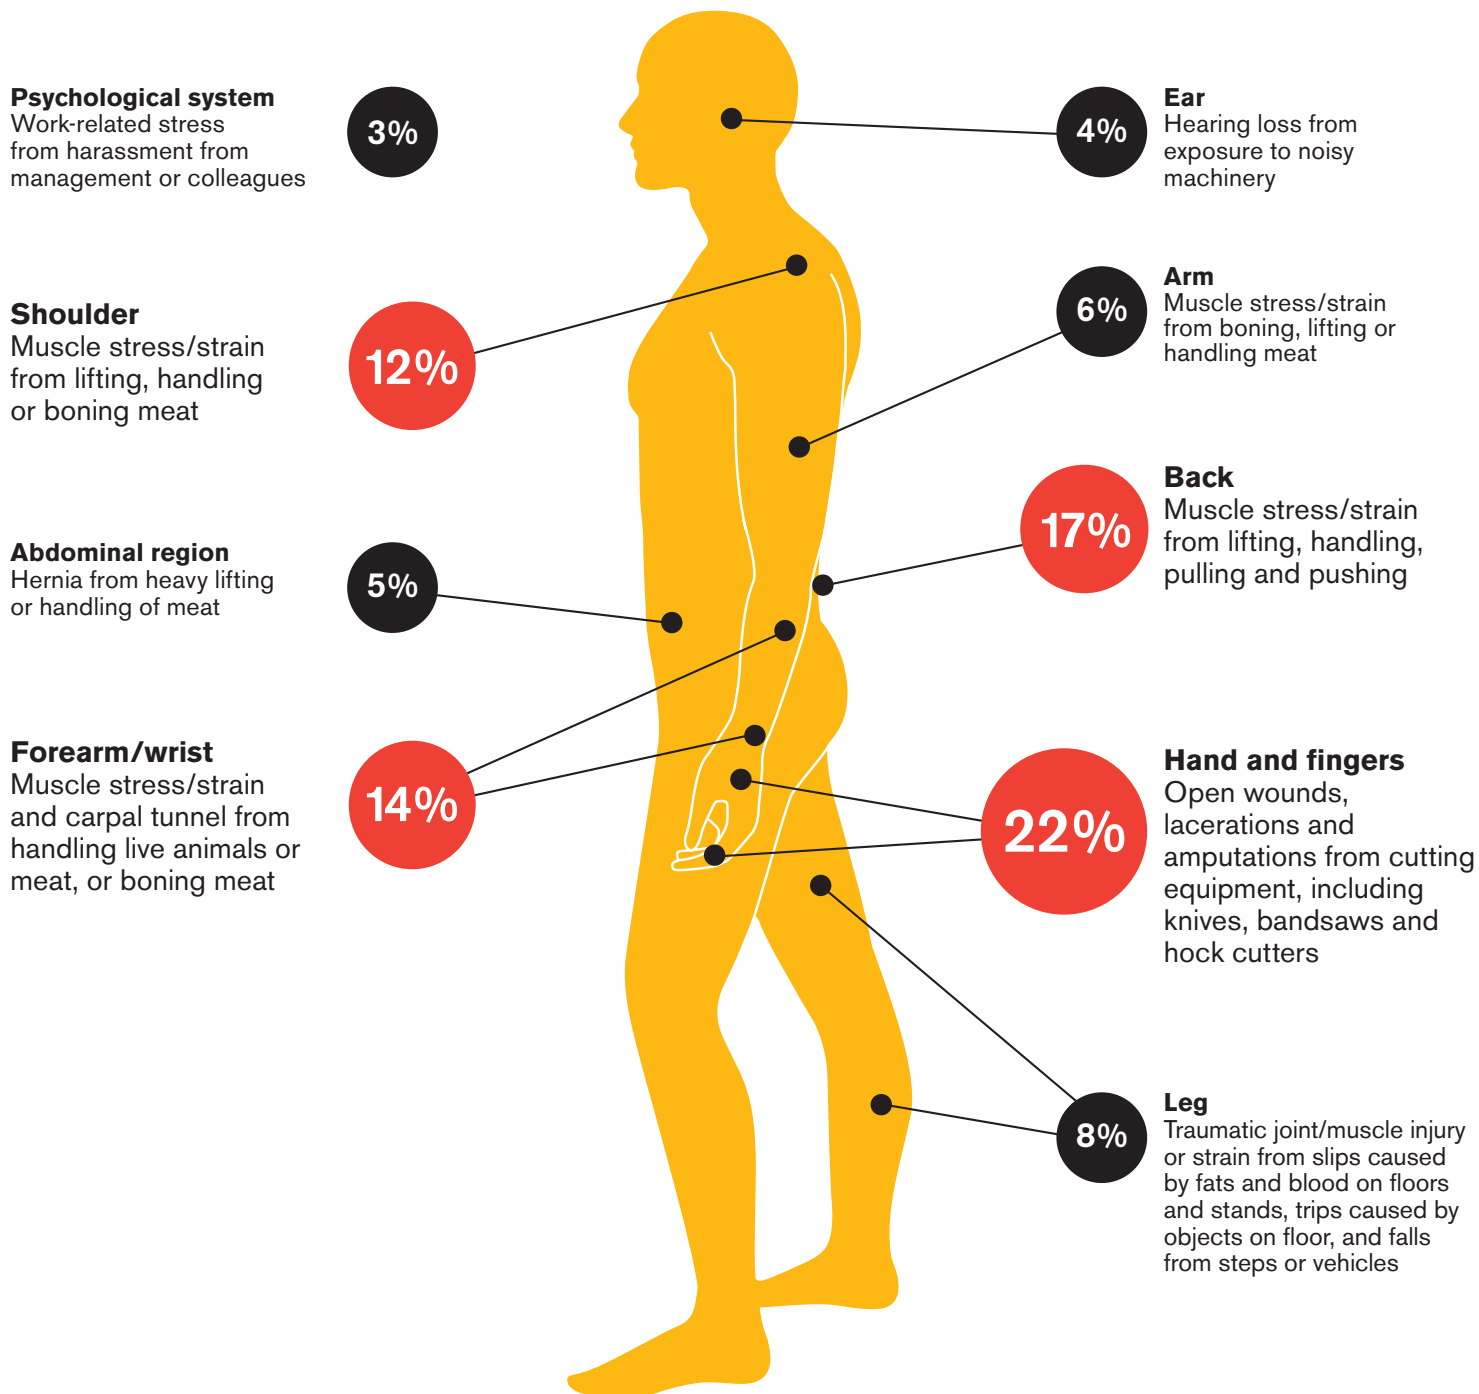 Psychological system
Work-related stress
from harassment from
management or colleagues
3%
Shoulder
Muscle stress/strain
from lifting, handling
or boning meat
12%
Abdominal region
Hernia from heavy lifting
or handling of meat
5%
Forearm/wrist
Muscle stress/strain
and carpal tunnel from
handling live animals or
meat, or boning meat
14%
4%
Ear
Hearing loss from
exposure to noisy
machinery
6%
Arm
Muscle stress/strain
from boning, lifting or
handling meat
17%
Back
Muscle stress/strain
from lifting, handling,
pulling and pushing
22%
Hand and fingers
Open wounds,
lacerations and
amputations from cutting
equipment, including
knives, bandsaws and
hock cutters
8%
Leg
Traumatic joint/muscle injury
or strain from slips caused
by fats and blood on floors
and stands, trips caused by
objects on floor, and falls
from steps or vehicles